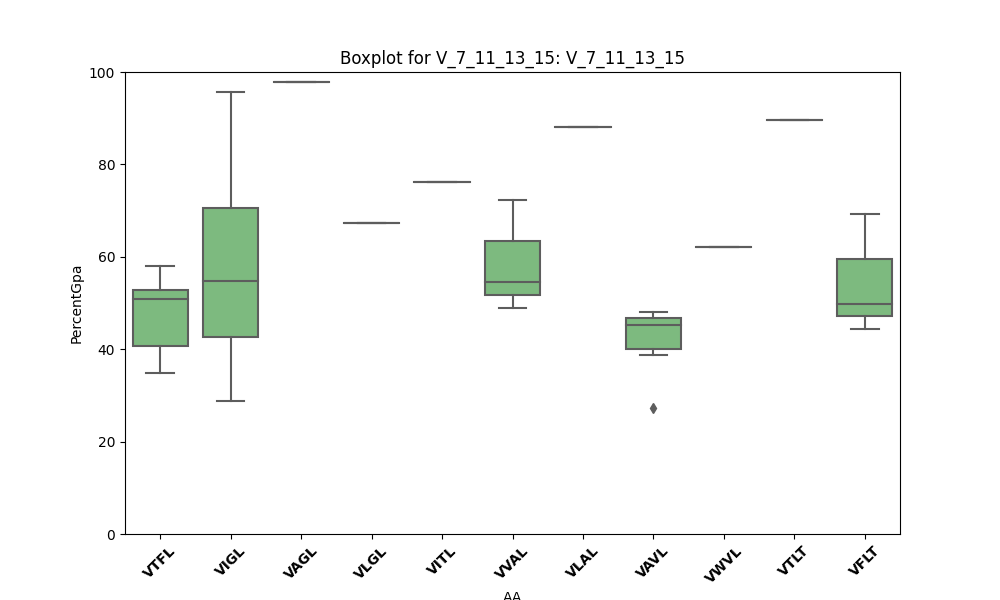 Boxplot for V_7_11_13_15: V_7_11_13_15
100
80
60
40
20
0
PercentGpa
VTFL VIGL VAGL VLGL VITL VVAL VLAL VAVL VWVL VTLT VFLT
AA